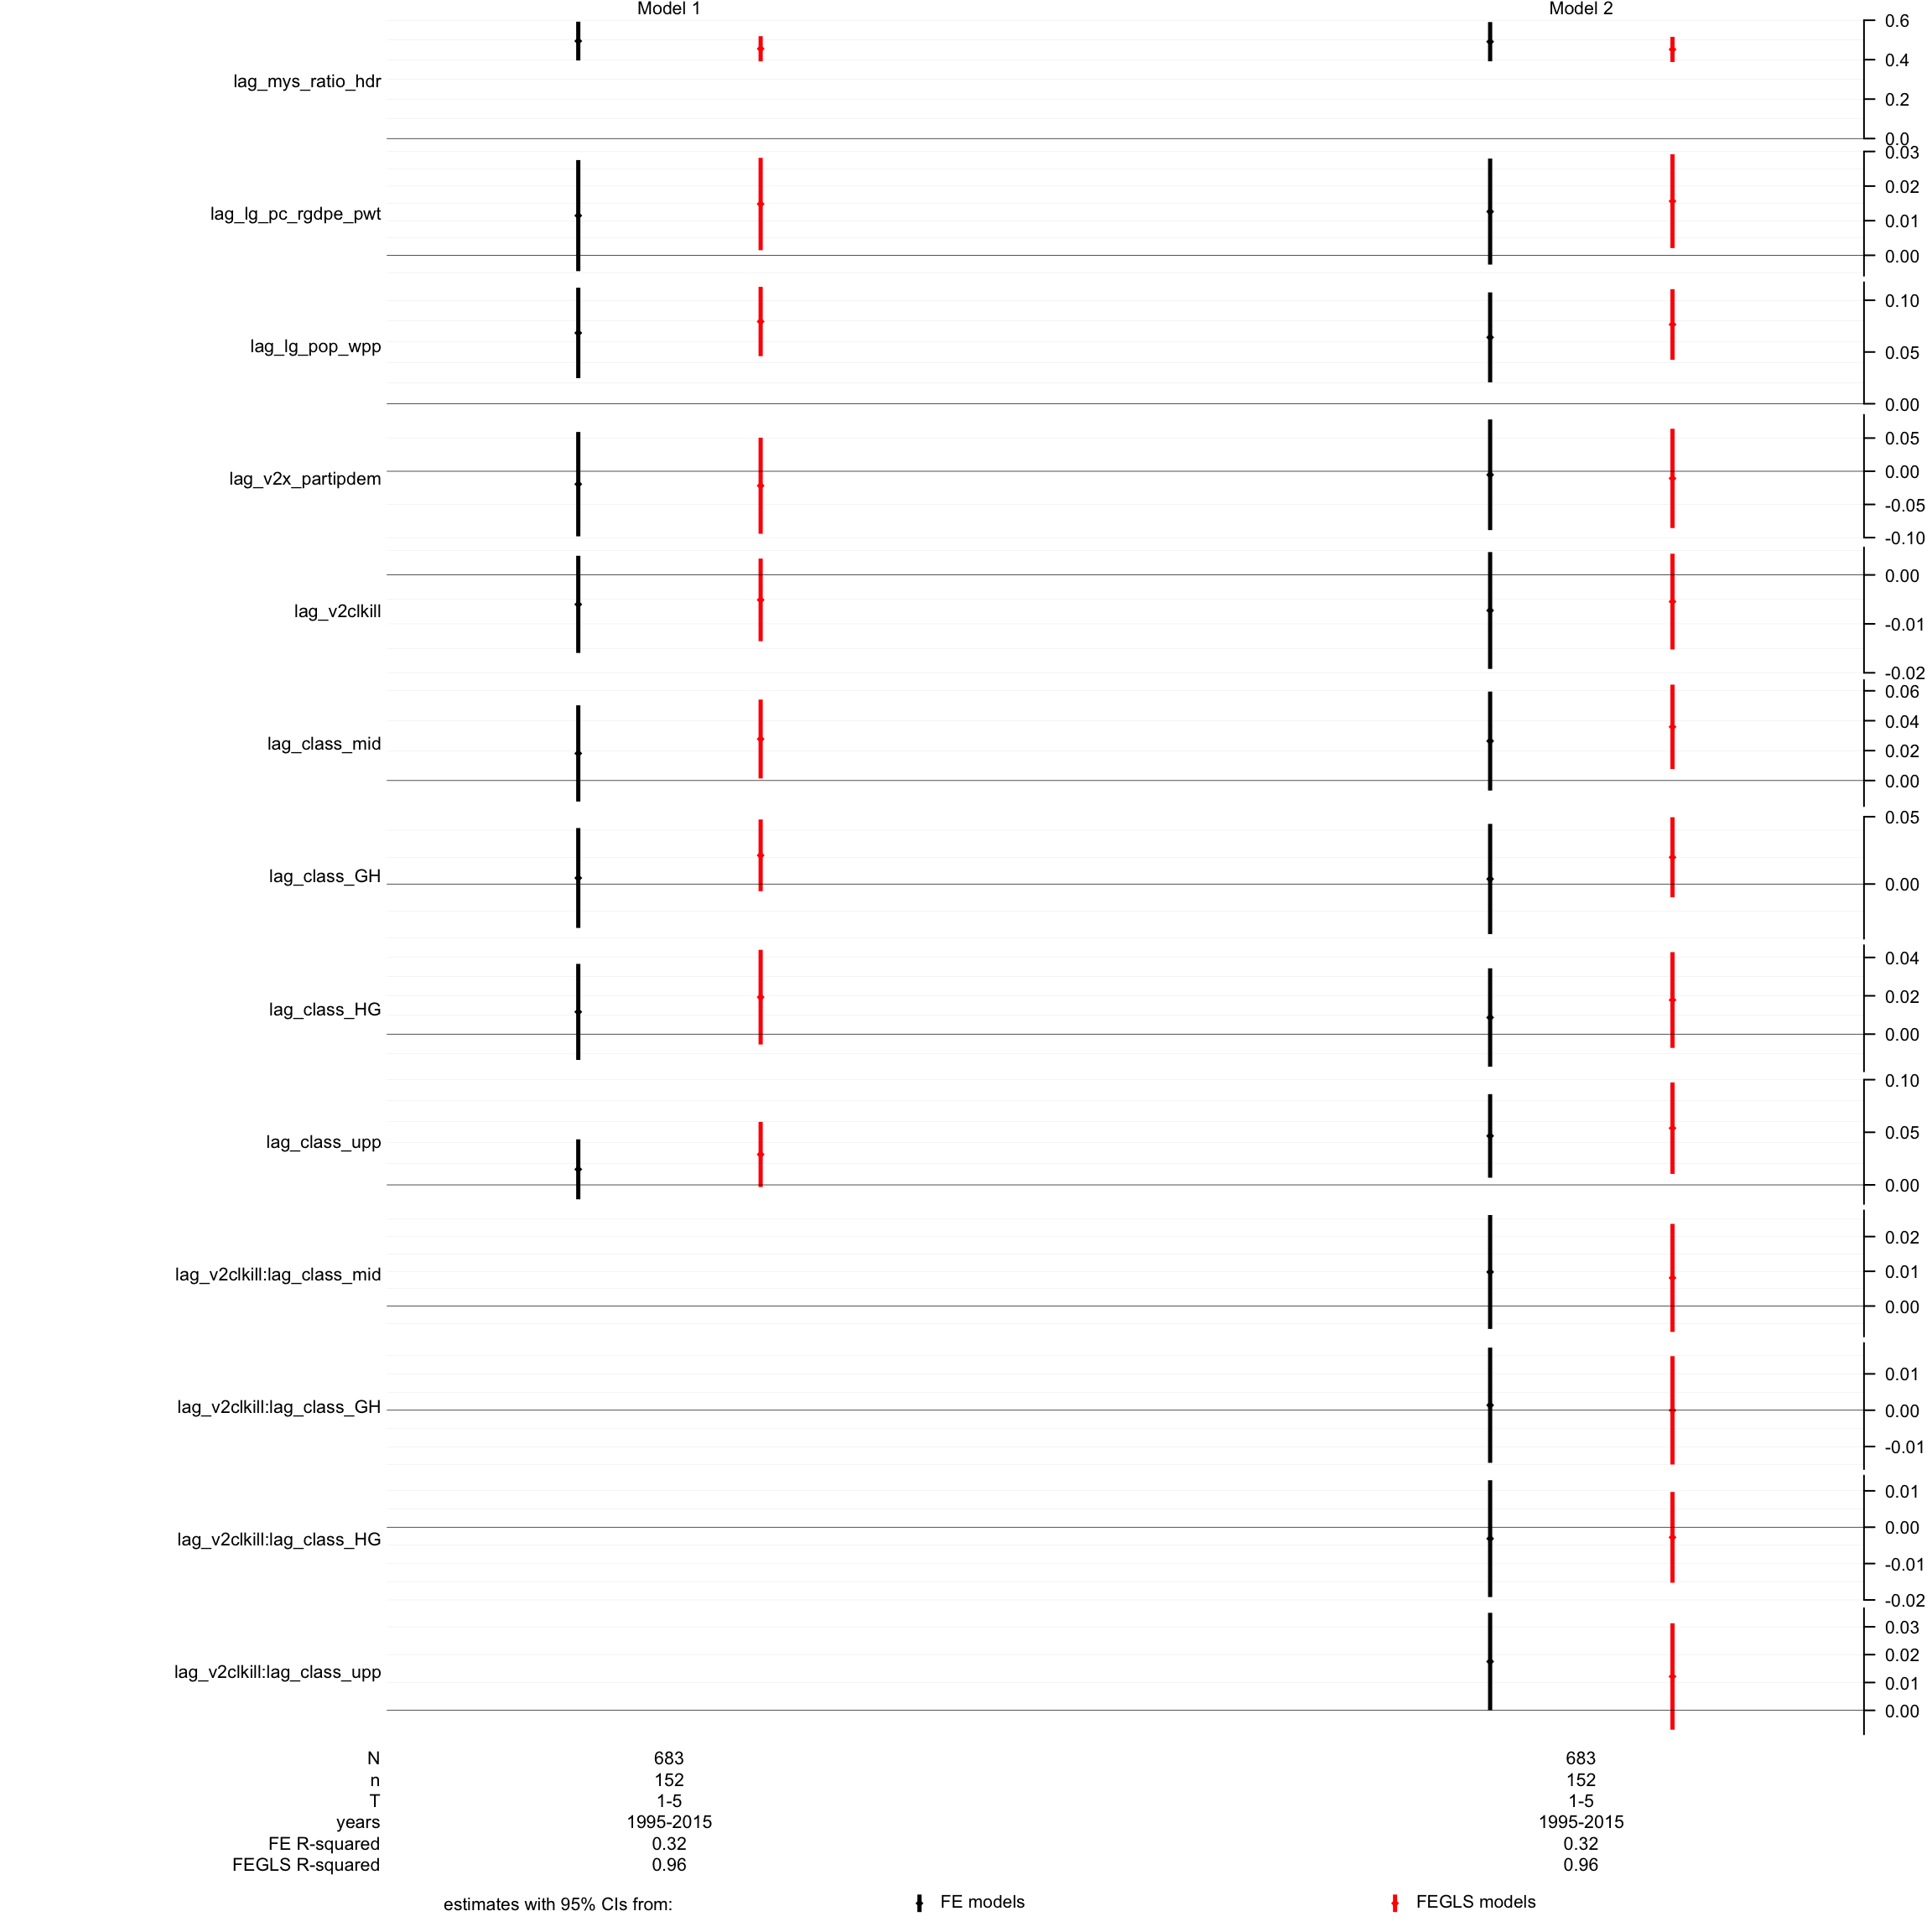 Model 1 Model 2
lag_mys_ratio_hdr
0.6
0.4
0.2
0.0
lag_lg_pc_rgdpe_pwt
0.03
0.02
0.01
0.00
lag_lg_pop_wpp
0.10
0.05
0.00
lag_v2x_partipdem
0.05
0.00
-0.05
-0.10
lag_v2clkill
0.00
-0.01
-0.02
lag_class_mid
0.06
0.04
0.02
0.00
lag_class_GH
0.05
0.00
lag_class_HG
0.04
0.02
0.00
lag_class_upp
0.10
0.05
0.00
lag_v2clkill:lag_class_mid
0.02
0.01
0.00
lag_v2clkill:lag_class_GH
0.01
0.00
-0.01
lag_v2clkill:lag_class_HG
0.01
0.00
-0.01
-0.02
lag_v2clkill:lag_class_upp
0.03
0.02
0.01
0.00
N 683 683
n 152 152
T 1-5 1-5
years 1995-2015 1995-2015
FE R-squared 0.32 0.32
FEGLS R-squared 0.96 0.96
estimates with 95% CIs from: FE models FEGLS models